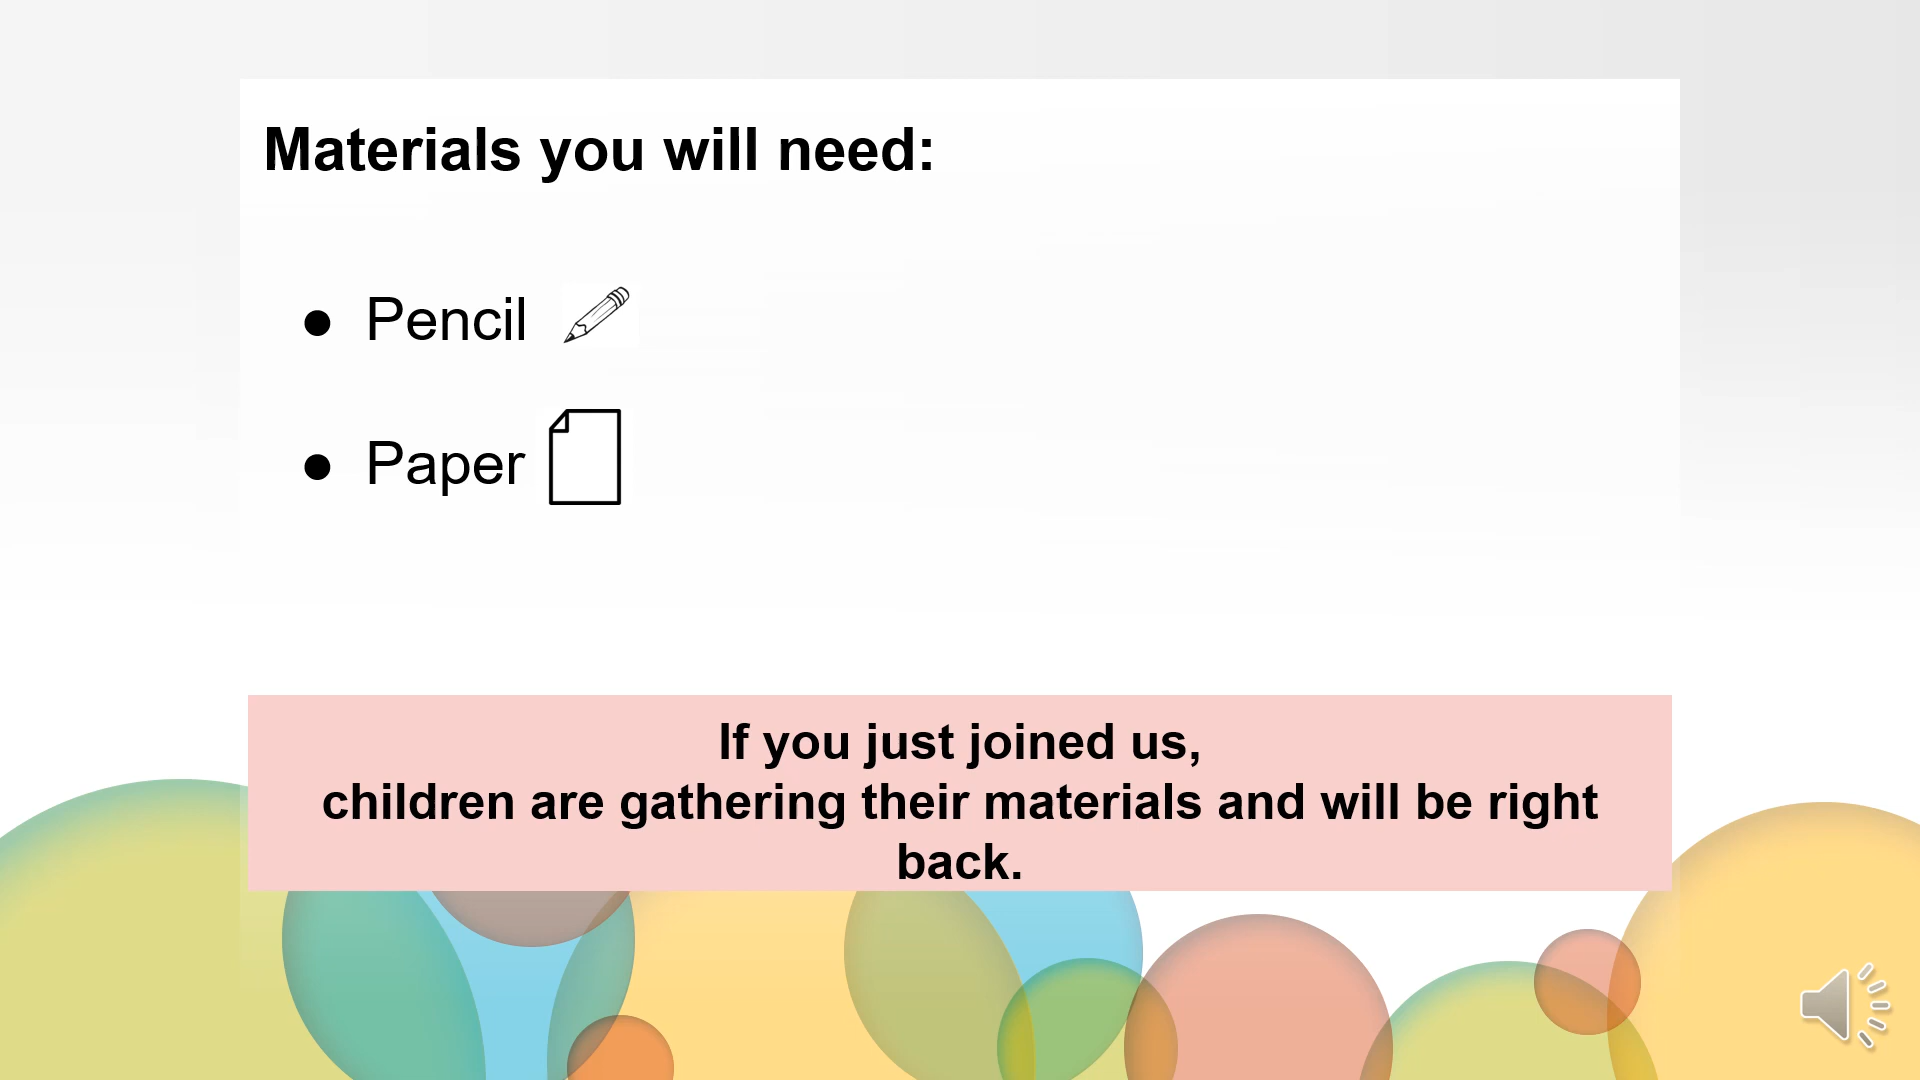 Materials you will need:
● Pencil
● Paper
If you just joined us,
children are gathering their materials and will be right
back.